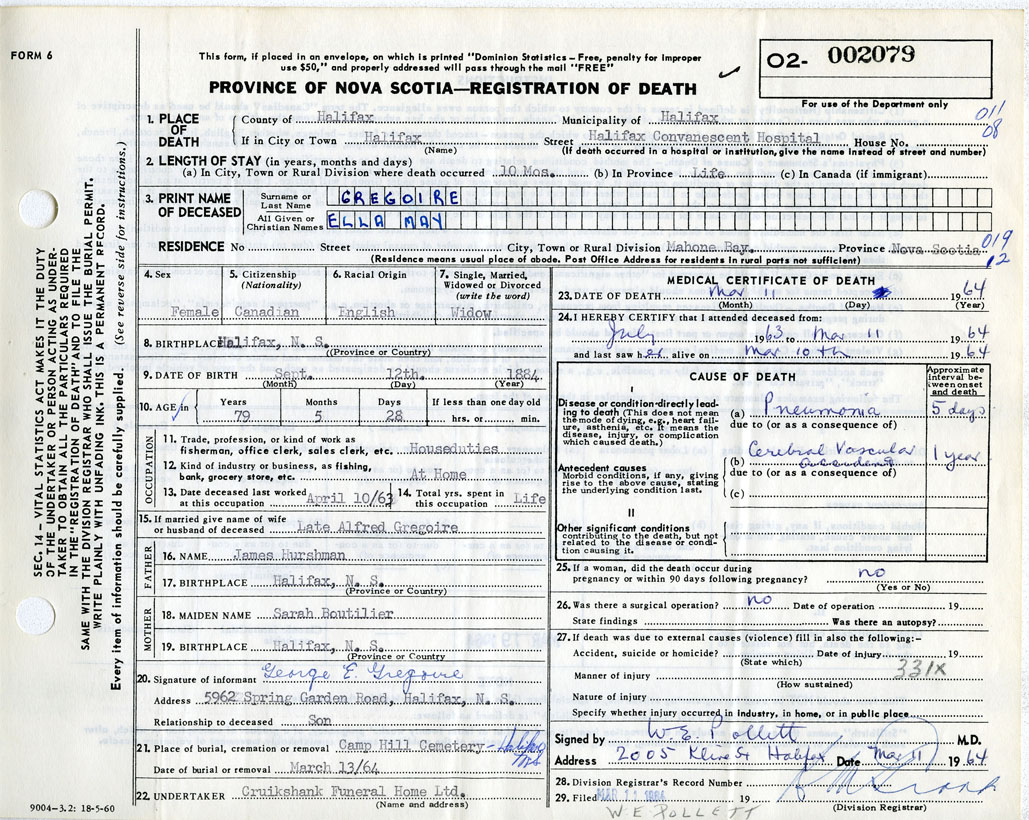 FORM 6
This form, if placed in an envelope, on which is printed "Dominion Statistics - Free, penalty for improper
use $50," and properly addressed will pass through the mail "FREE"
O2- 002079
PROVINCE OF NOVA SCOTIA—REGISTRATION OF DEATH
For use of the Department only
011
08
1. PLACE OF DEATH
County of Halifax Municipality of Halifax
If in City or Town Halifax Street Halifax Convanescent Hospital House No.
(Name) (If death occurred in a hospital or institution, give the name instead of street and number)
2. LENGTH OF STAY (in years, months and days)
(a) In City, Town or Rural Division where death occurred 10 Mos. (b) In Province Life (c) In Canada (if immigrant)
3. PRINT NAME OF DECEASED
Surname or Last Name GREGOIRE
All Given or Christian Names ELLA MAY
RESIDENCE No Street City, Town or Rural Division Mahone Bay. Province Nova Scotia
019
12
(Residence means usual place of abode. Post Office Address for residents in rural parts not sufficient)
4. Sex
Female
5. Citizenship
(Nationality)
Canadian
6. Racial Origin
English
7. Single, Married,
Widowed or Divorced
(write the word)
Widow
8. BIRTHPLACE Halifax, N. S.
((Province or Country)
9. DATE OF BIRTH Sept. 12th. 1884
(Month) (Day) (Year)
10. AGE in
Years Months Days If less than one day old
79 5 28 hrs. or min.
OCCUPATION
11. Trade, profession, or kind of work as
fisherman, office clerk, sales clerk, etc. Houseduties
12. Kind of industry or business, as fishing,
bank, grocery store, etc. At Home
13. Date deceased last worked
at this occupation April 10/63
14. Total yrs. spent in
this occupation Life
15. If married give name of wife
or husband of deceased Late Alfred Gregoire
FATHER
16. NAME James Hurshman
17. BIRTHPLACE Halifax, N. S.
(Province or Country)
MOTHER
18. MAIDEN NAME Sarah Boutilier
19. BIRTHPLACE Halifax, N. S.
(Province or Country
20. Signature of informant George E. Gregoire
Address 5962 Spring Garden Road, Halifax, N. S.
Relationship to deceased Son
21. Place of burial, cremation or removal Camp Hill Cemetery - Halifax
N.S.
Date of burial or removal March 13/64
22. UNDERTAKER Cruikshank Funeral Home Ltd.
(Name and address)
MEDICAL CERTIFICATE OF DEATH
23. DATE OF DEATH Mar 11 1964
(Month) (Day) (Year)
24. I HEREBY CERTIFY that I attended deceased from:
July 1963 to Mar 11 1964
and last saw her alive on Mar 10th 1964
CAUSE OF DEATH
Approximate
interval be-
tween onset
and death
I
Disease or condition directly lead-
ing to death (This does not mean
the mode of dying, e.g., heart fail-
ure, asthenia, etc. It means the
disease, injury, or complication
which caused death.)
(a) Pneumonia 5 days
due to (or as a consequence of)
Antecedent causes
Morbid conditions, if any, giving
rise to the above cause, stating
the underlying condition last.
(b) Cerebral Vascular Accident 1 year
due to (or as a consequence of)
(c)
II
Other significant conditions
contributing to the death, but not
related to the disease or condi-
tion causing it.
25. If a woman, did the death occur during
pregnancy or within 90 days following pregnancy? no
(Yes or No)
26. Was there a surgical operation? no Date of operation 19
State findings Was there an autopsy?
27. If death was due to external causes (violence) fill in also the following:–
Accident, suicide or homicide? Date of injury 19
(State which)
331X
Manner of injury
(How sustained)
Nature of injury
Specify whether injury occurred in industry, in home, or in public place
Signed by W.E. Pollett M.D.
Address 2005 Kline St Halifax Date Mar 11 1964
28. Division Registrar's Record Number
29. Filed MAR 11 1964 19
(Division Registrar)
W E POLLETT
SEC. 14 – VITAL STATISTICS ACT MAKES IT THE DUTY
OF THE UNDERTAKER OR PERSON ACTING AS UNDER-
TAKER TO OBTAIN ALL THE PARTICULARS REQUIRED
IN THE "REGISTRATION OF DEATH" AND TO FILE THE
SAME WITH THE DIVISION REGISTRAR WHO SHALL ISSUE THE BURIAL PERMIT.
WRITE PLAINLY WITH UNFADING INK. THIS IS A PERMANENT RECORD.
Every item of information should be carefully supplied. (See reverse side for instructions.)
9004–3.2: 18-5-60